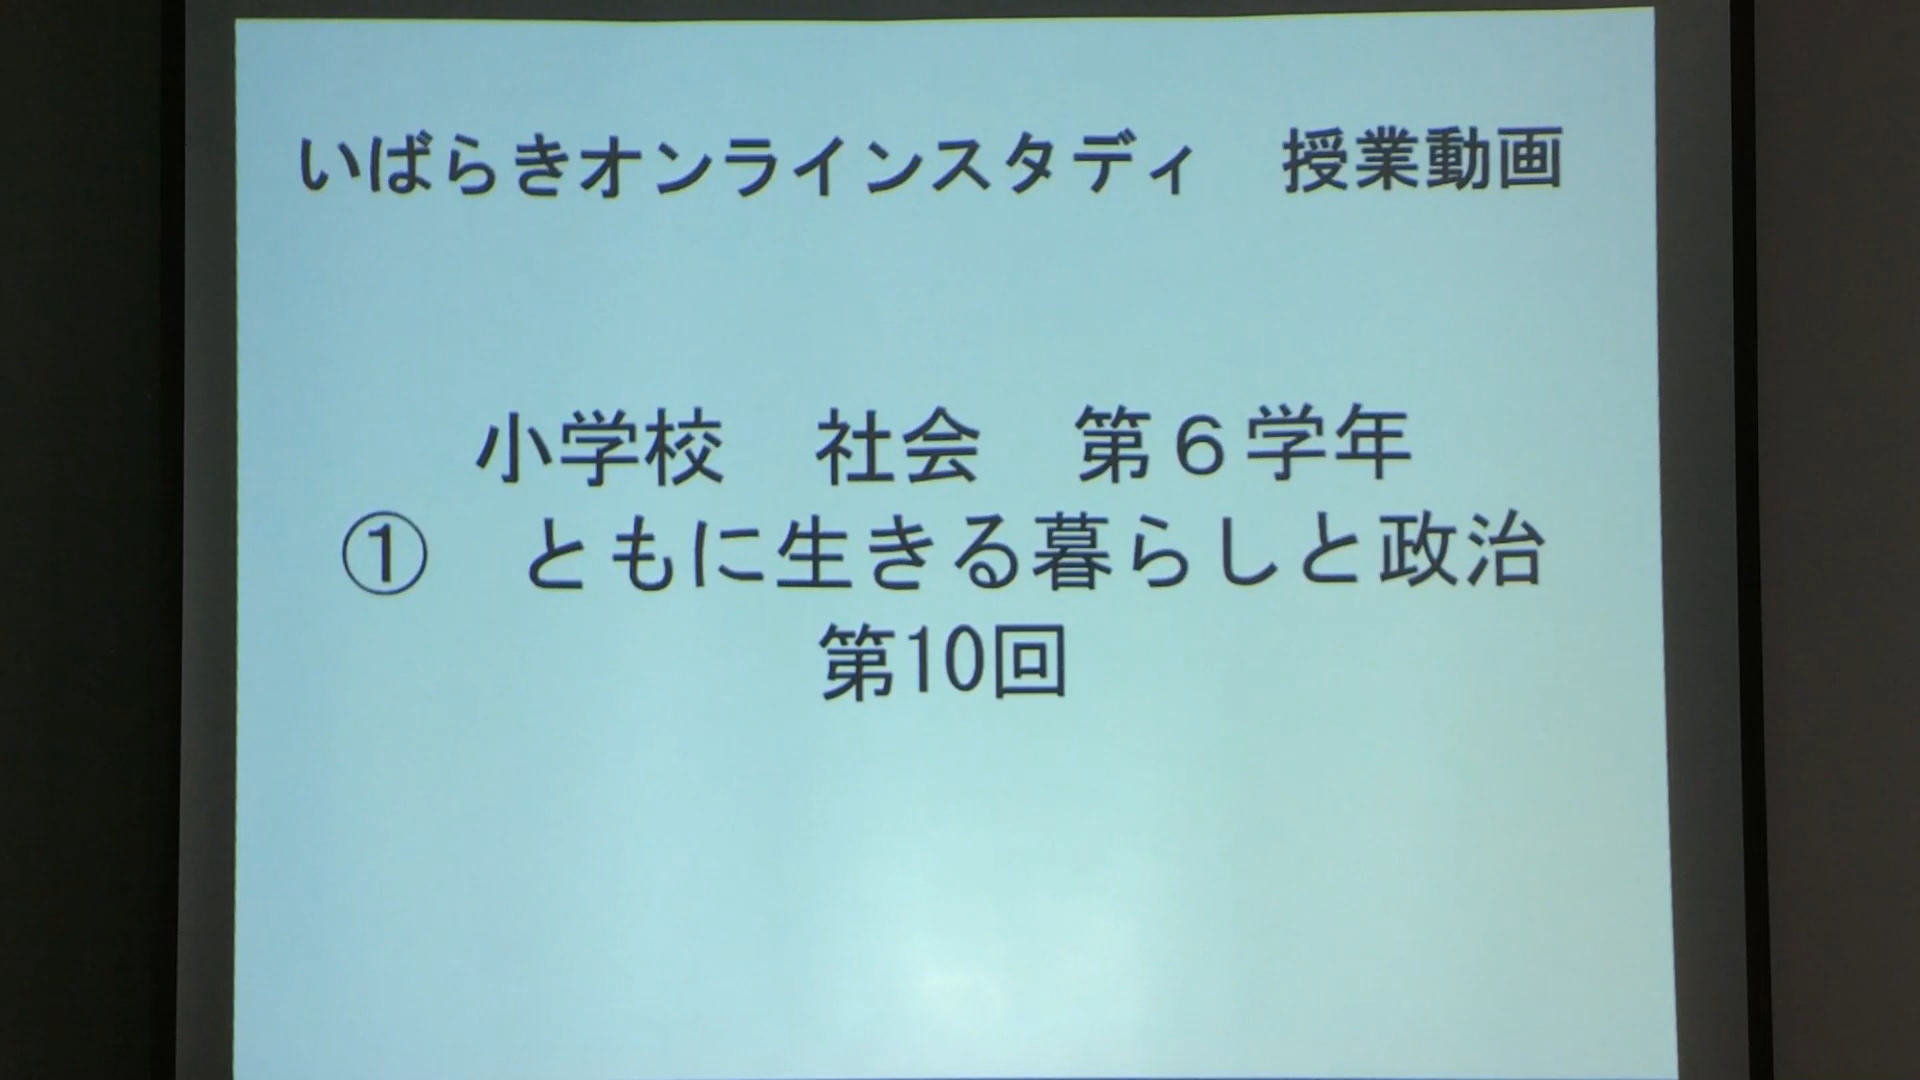 いばらきオンラインスタディ　授業動画
小学校　社会　第６学年
①　ともに生きる暮らしと政治
第10回